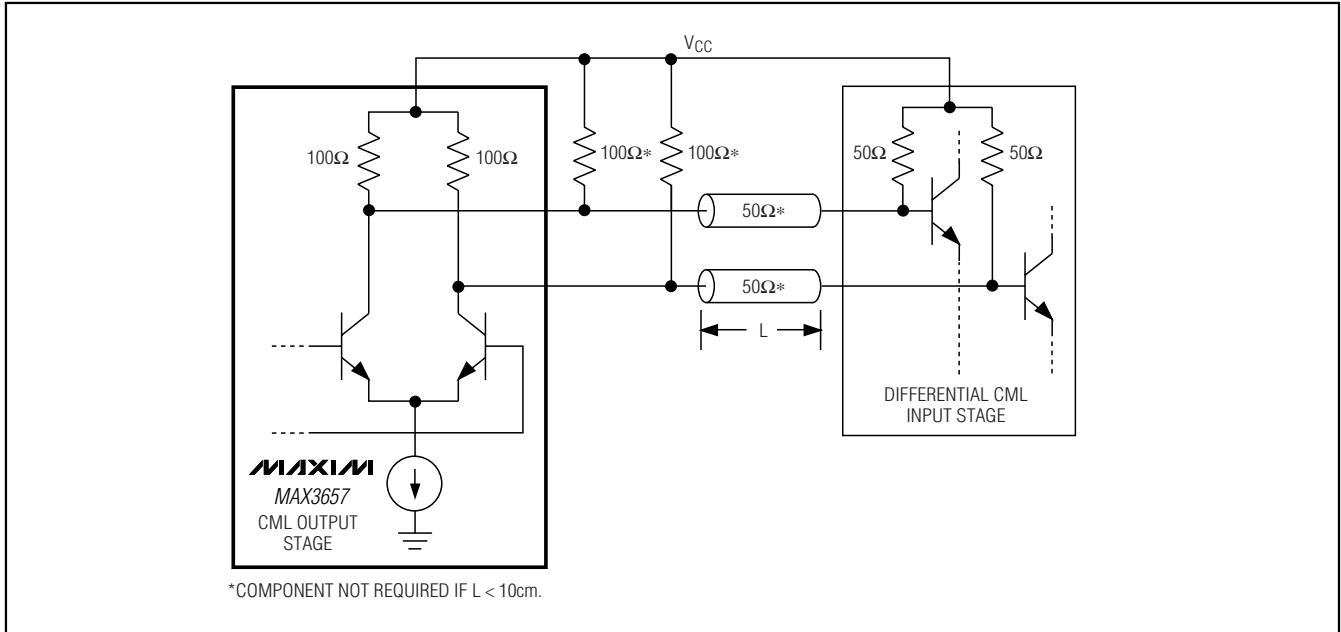 VCC
100Ω
100Ω
100Ω*
100Ω*
50Ω
50Ω
50Ω*
50Ω*
L
DIFFERENTIAL CML
INPUT STAGE
MAXIM
MAX3657
CML OUTPUT
STAGE
*COMPONENT NOT REQUIRED IF L < 10cm.